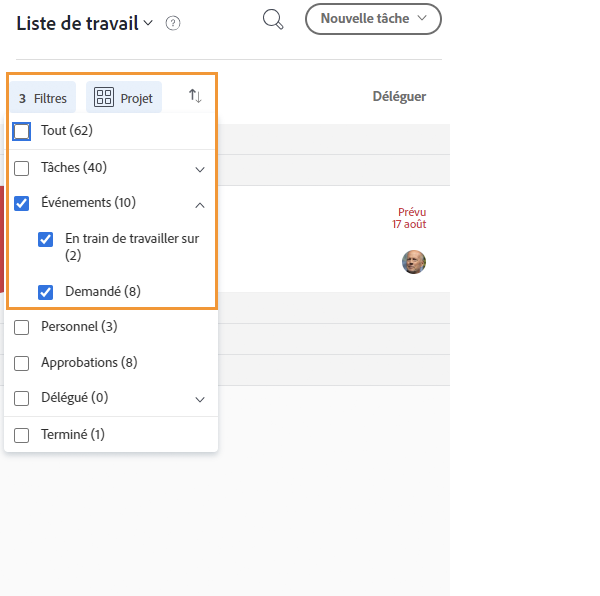 Liste de travail
?
Nouvelle tâche
3 Filtres
Projet
Déléguer
Tout (62)
Tâches (40)
Événements (10)
Prévu
17 août
En train de travailler sur
(2)
Demandé (8)
Personnel (3)
Approbations (8)
Délégué (0)
Terminé (1)